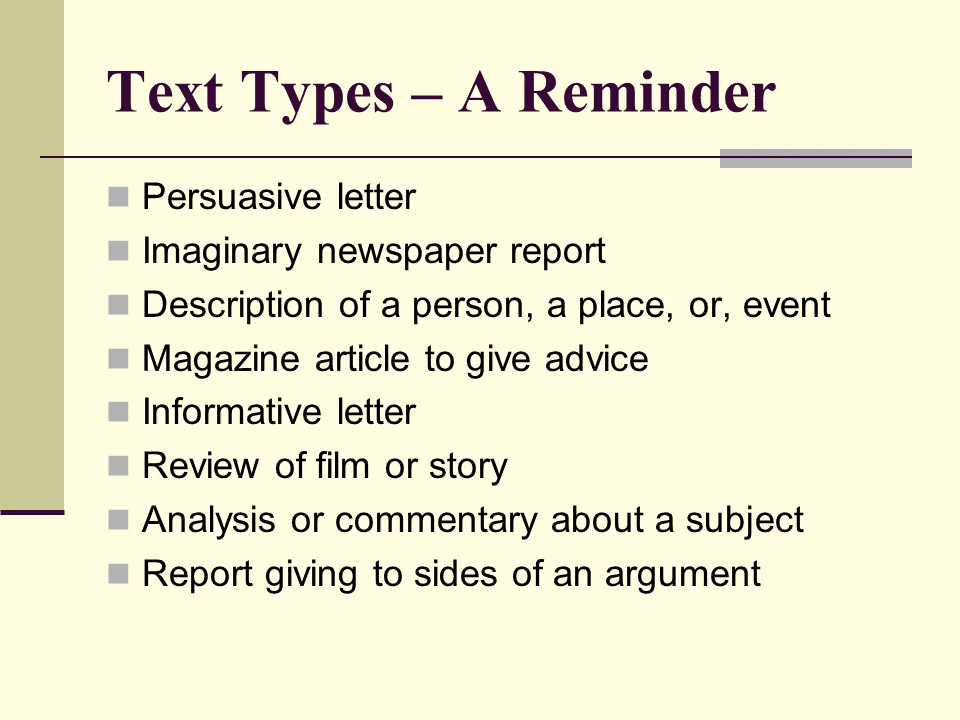 Text Types – A Reminder
Persuasive letter
Imaginary newspaper report
Description of a person, a place, or, event
Magazine article to give advice
Informative letter
Review of film or story
Analysis or commentary about a subject
Report giving to sides of an argument